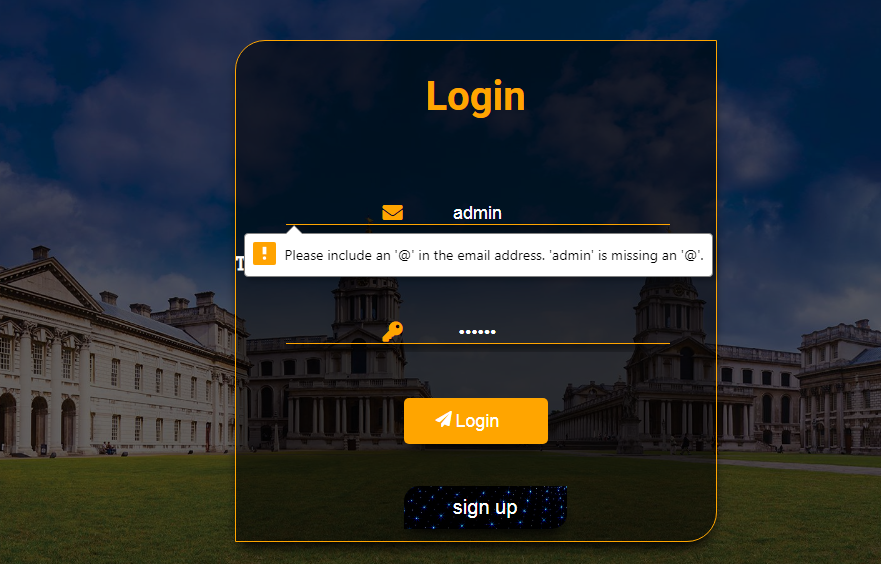 Login
admin
Please include an '@' in the email address. 'admin' is missing an '@'.
••••••
Login
sign up